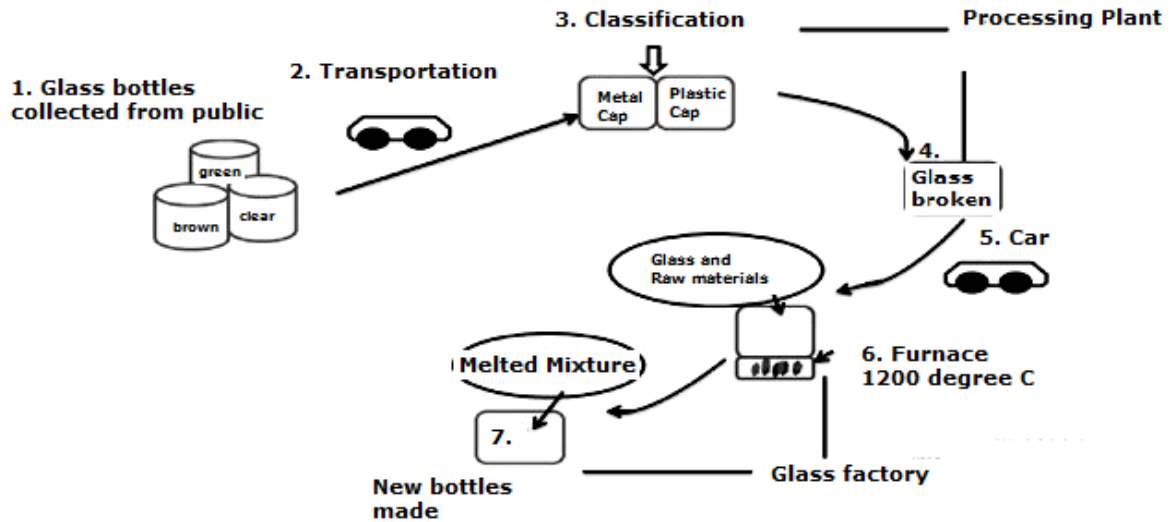 3. Classification
Processing Plant
2. Transportation
1. Glass bottles
collected from public
Metal
Cap
Plastic
Cap
green
brown
clear
4.
Glass
broken
5. Car
Glass and
Raw materials
6. Furnace
1200 degree C
Melted Mixture
7.
New bottles
made
Glass factory